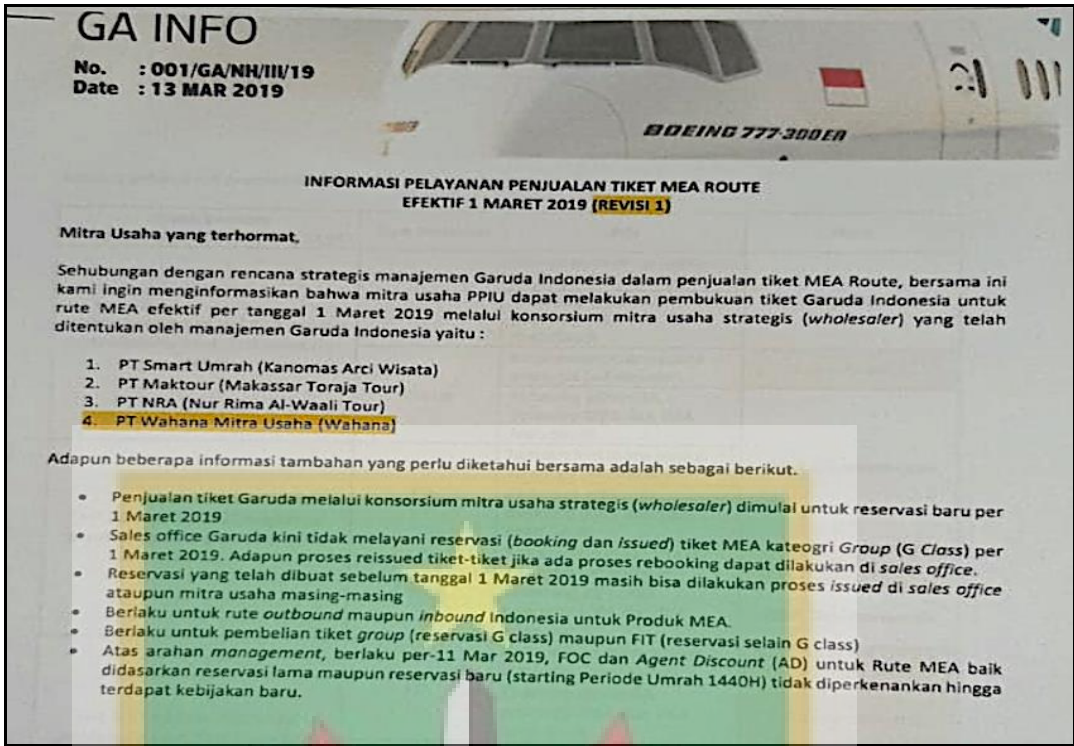 GA INFO
No. : 001/GA/NH/III/19
Date : 13 MAR 2019
BOEING 777-300ER
INFORMASI PELAYANAN PENJUALAN TIKET MEA ROUTE
EFEKTIF 1 MARET 2019 (REVISI 1)
Mitra Usaha yang terhormat,
Sehubungan dengan rencana strategis manajemen Garuda Indonesia dalam penjualan tiket MEA Route, bersama ini
kami ingin menginformasikan bahwa mitra usaha PPIU dapat melakukan pembukuan tiket Garuda Indonesia untuk
rute MEA efektif per tanggal 1 Maret 2019 melalui konsorsium mitra usaha strategis (wholesaler) yang telah
ditentukan oleh manajemen Garuda Indonesia yaitu :
1. PT Smart Umrah (Kanomas Arci Wisata)
2. PT Maktour (Makassar Toraja Tour)
3. PT NRA (Nur Rima Al-Waali Tour)
4. PT Wahana Mitra Usaha (Wahana)
Adapun beberapa informasi tambahan yang perlu diketahui bersama adalah sebagai berikut.
• Penjualan tiket Garuda melalui konsorsium mitra usaha strategis (wholesaler) dimulai untuk reservasi baru per
1 Maret 2019
• Sales office Garuda kini tidak melayani reservasi (booking dan issued) tiket MEA kateogri Group (G Class) per
1 Maret 2019. Adapun proses reissued tiket-tiket jika ada proses rebooking dapat dilakukan di sales office.
• Reservasi yang telah dibuat sebelum tanggal 1 Maret 2019 masih bisa dilakukan proses issued di sales office
ataupun mitra usaha masing-masing
• Berlaku untuk rute outbound maupun inbound Indonesia untuk Produk MEA.
• Berlaku untuk pembelian tiket group (reservasi G class) maupun FIT (reservasi selain G class)
• Atas arahan management, berlaku per-11 Mar 2019, FOC dan Agent Discount (AD) untuk Rute MEA baik
didasarkan reservasi lama maupun reservasi baru (starting Periode Umrah 1440H) tidak diperkenankan hingga
terdapat kebijakan baru.